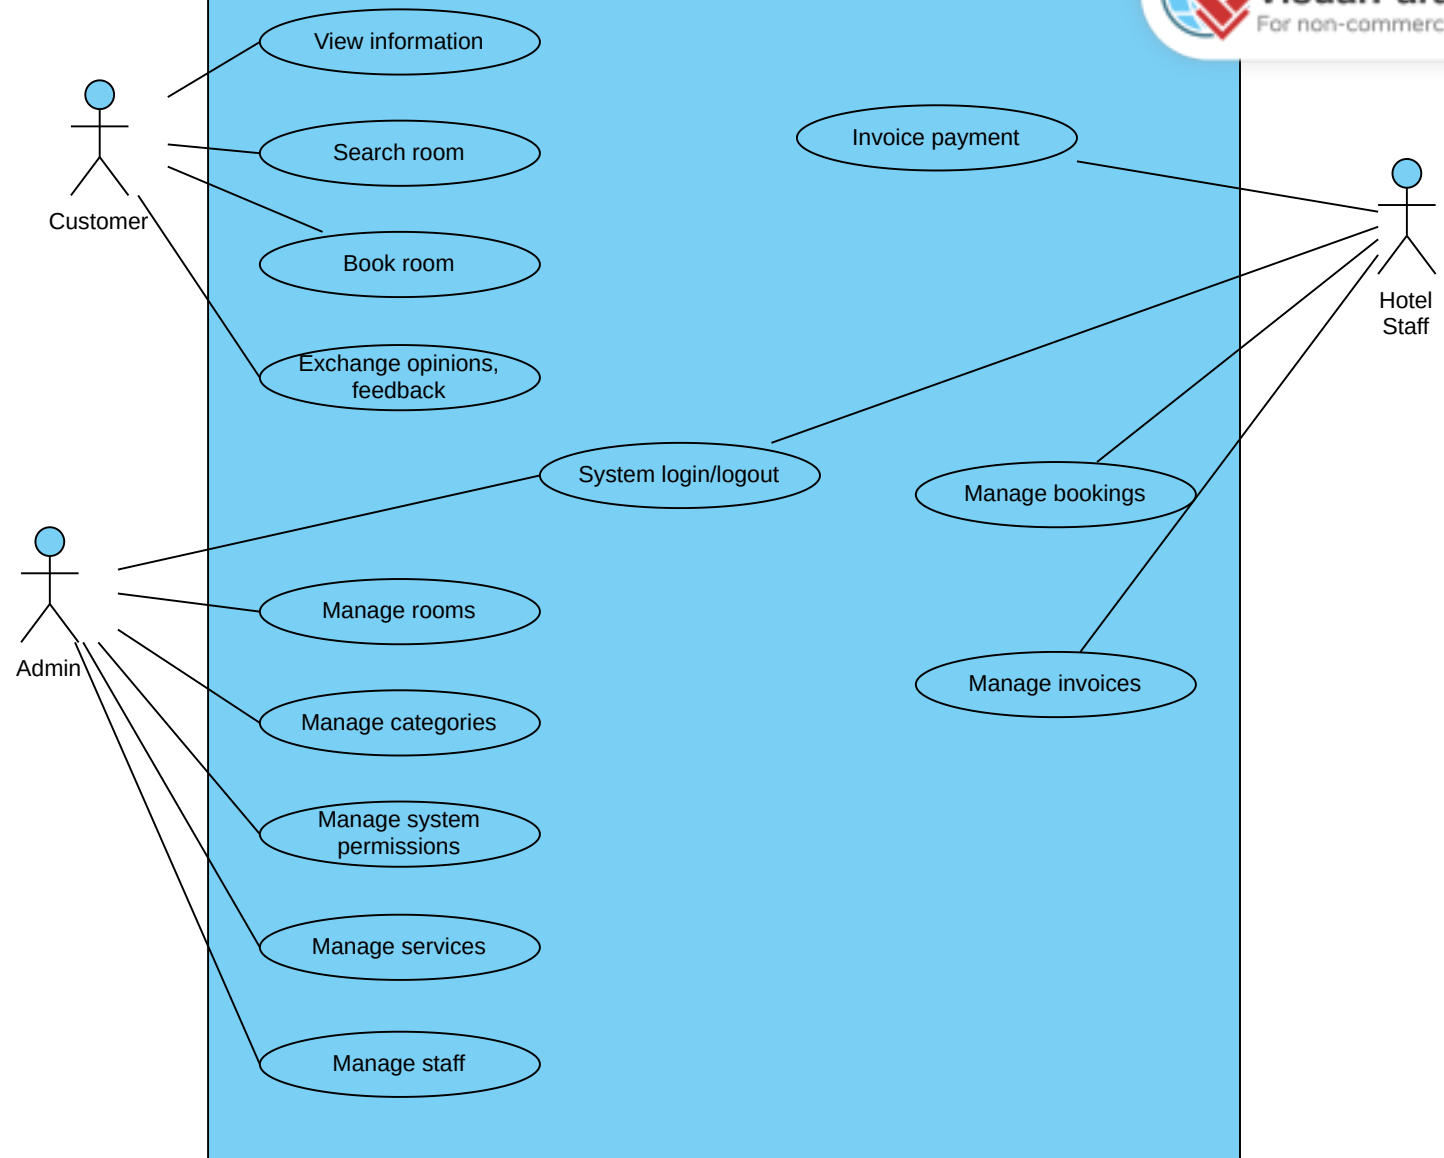 View information
For non-commerc
Search room
Invoice payment
Customer
Book room
Hotel
Staff
Exchange opinions,
feedback
System login/logout
Manage bookings
Manage rooms
Admin
Manage invoices
Manage categories
Manage system
permissions
Manage services
Manage staff